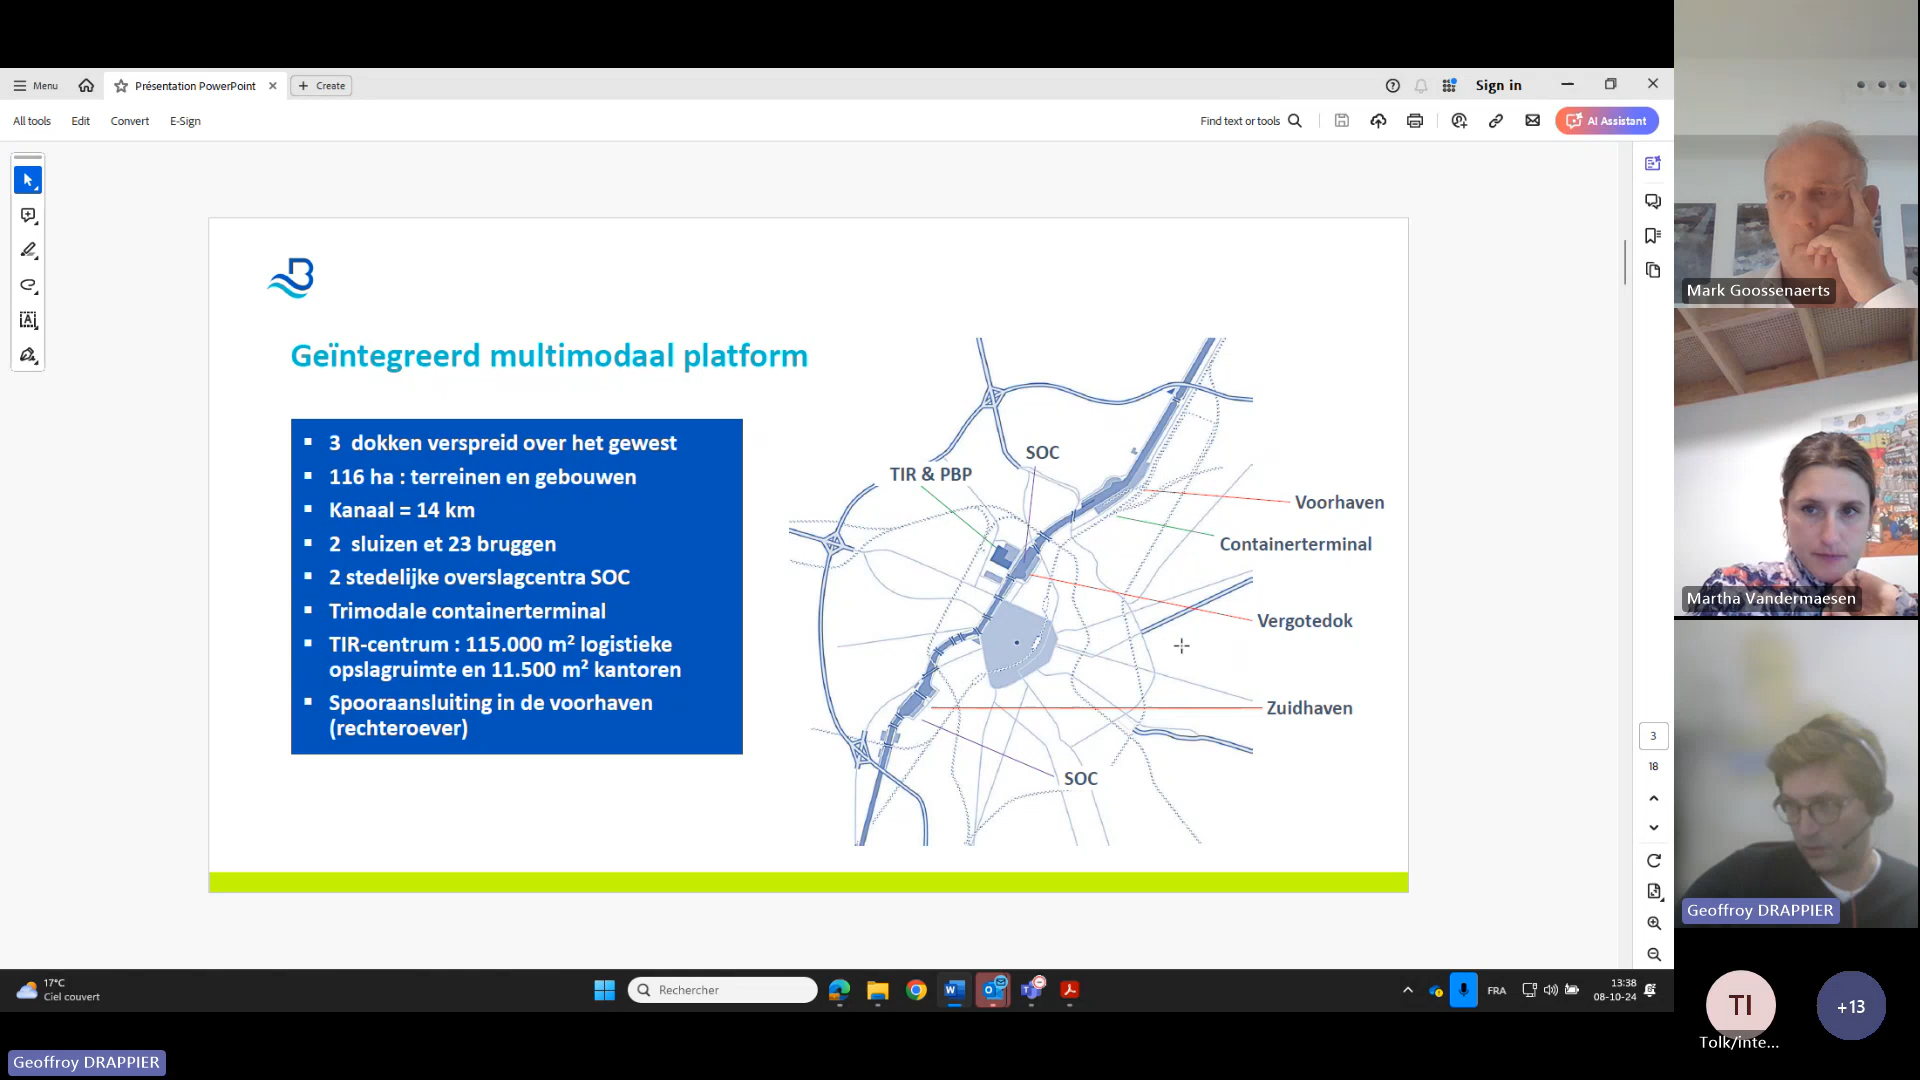 Menu
Présentation PowerPoint
Create
Sign in
All tools
Edit
Convert
E-Sign
Find text or tools
AI Assistant
Geïntegreerd multimodaal platform
3 dokken verspreid over het gewest
116 ha : terreinen en gebouwen
Kanaal = 14 km
2 sluizen et 23 bruggen
2 stedelijke overslagcentra SOC
Trimodale containerterminal
TIR-centrum : 115.000 m² logistieke
opslagruimte en 11.500 m² kantoren
Spooraansluiting in de voorhaven
(rechteroever)
SOC
TIR & PBP
Voorhaven
Containerterminal
Vergotedok
Zuidhaven
SOC
3
18
Mark Goossenaerts
Martha Vandermaesen
Geoffroy DRAPPIER
TI
Tolk/inte...
+13
17°C
Ciel couvert
Rechercher
FRA
13:38
08-10-24
Geoffroy DRAPPIER